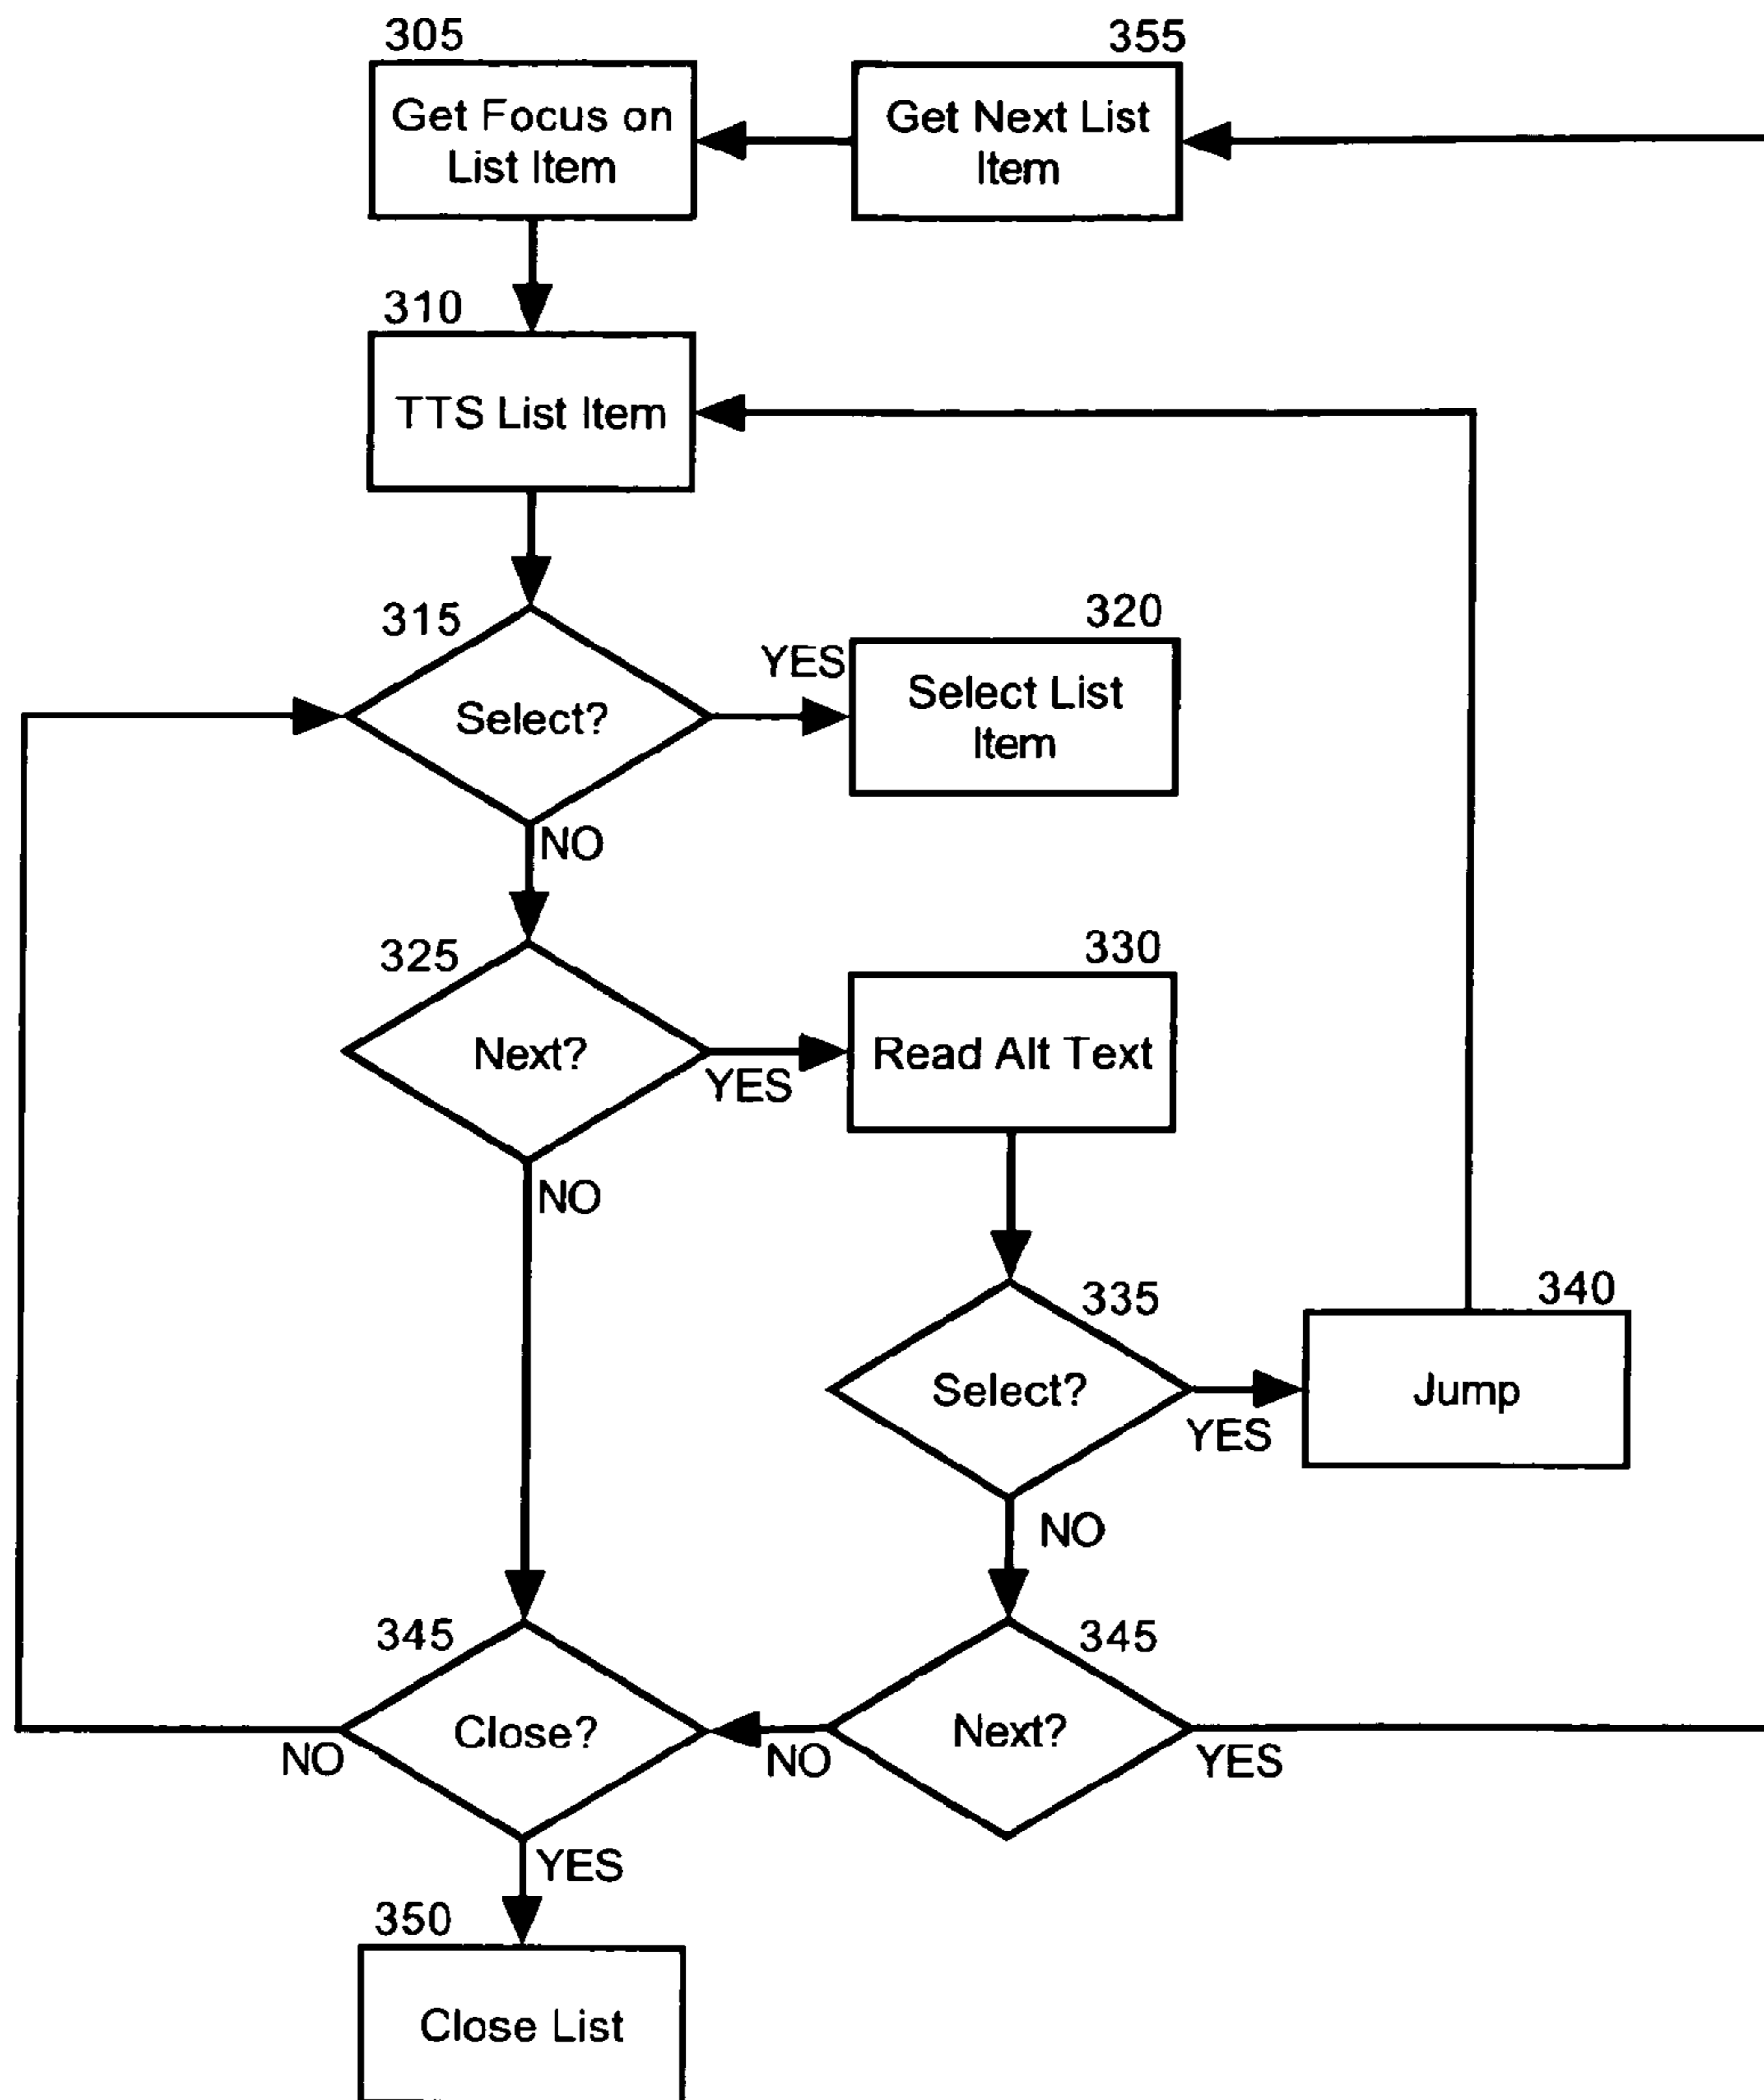 305
355
Get Focus on
List Item
Get Next List
Item
310
TTS List Item
315
320
YES
Select?
Select List
Item
NO
325
330
Next?
Read Alt Text
YES
NO
335
340
Select?
Jump
YES
NO
345
345
Close?
Next?
NO
NO
YES
YES
350
Close List